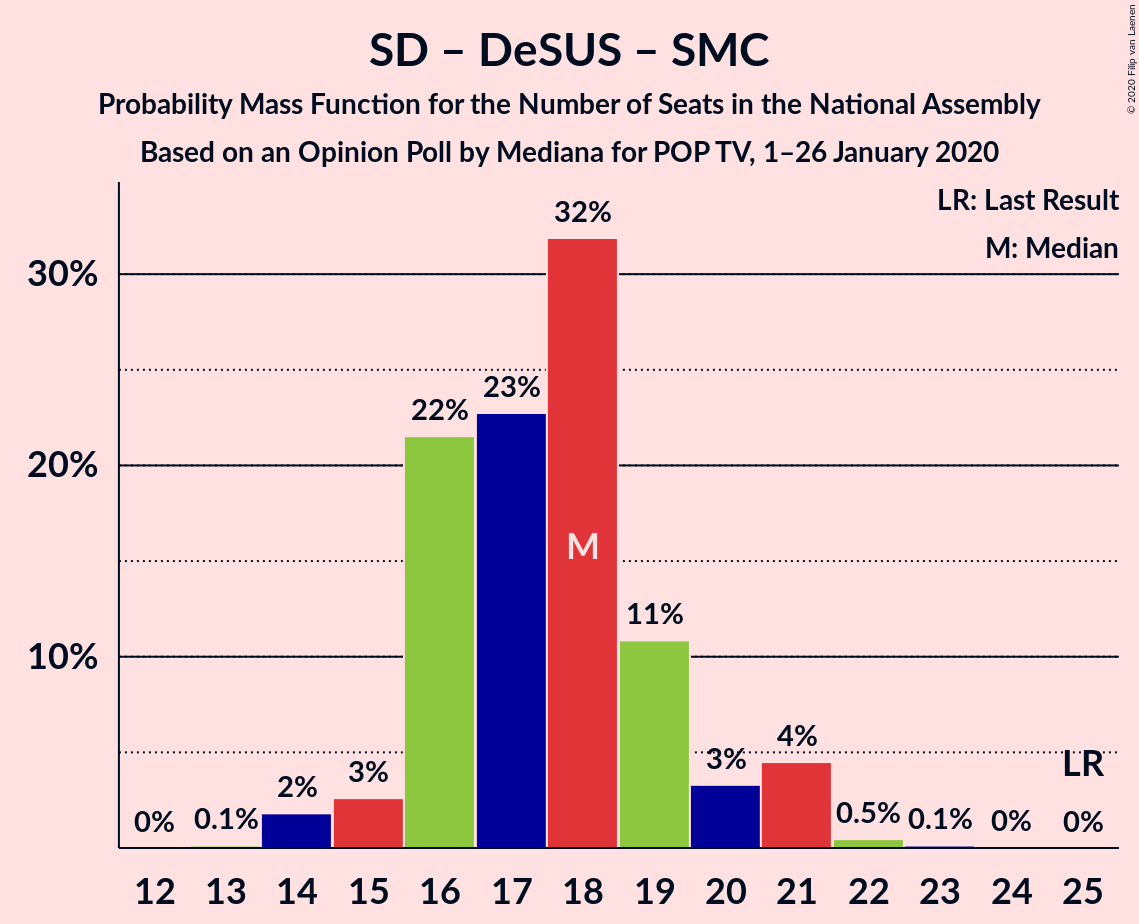 SD – DeSUS – SMC
Probability Mass Function for the Number of Seats in the National Assembly
Based on an Opinion Poll by Mediana for POP TV, 1–26 January 2020
© 2020 Filip van Laenen
LR: Last Result
M: Median
30%
20%
10%
0%
0.1%
2%
3%
22%
23%
32%
M
11%
3%
4%
0.5%
0.1%
0%
LR
0%
12 13 14 15 16 17 18 19 20 21 22 23 24 25